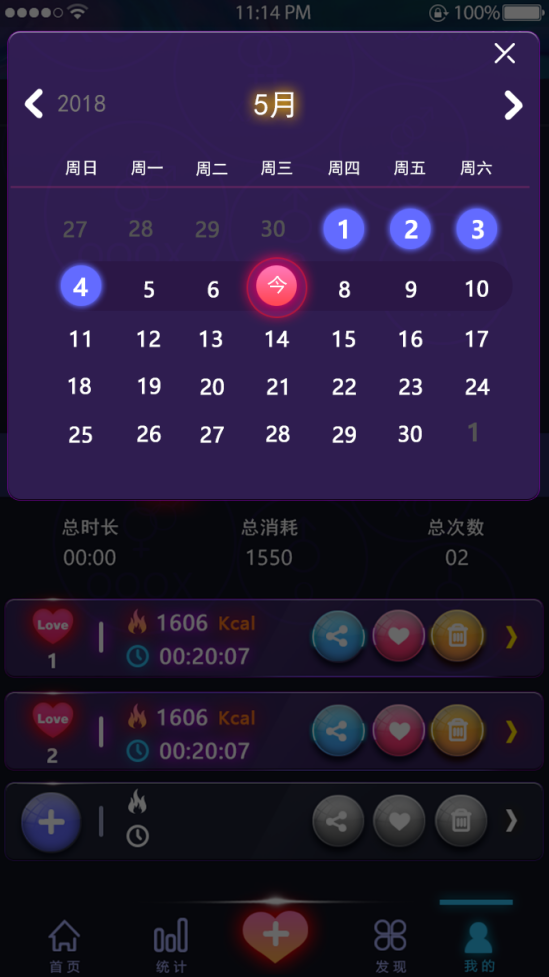 11:14 PM 100%
2018 5月
周日 周一 周二 周三 周四 周五 周六
27 28 29 30 1 2 3
4 5 6 今 8 9 10
11 12 13 14 15 16 17
18 19 20 21 22 23 24
25 26 27 28 29 30 1
总时长 总消耗 总次数
00:00 1550 02
Love 1606 Kcal
1 00:20:07
Love 1606 Kcal
2 00:20:07
首页 统计 发现 我的